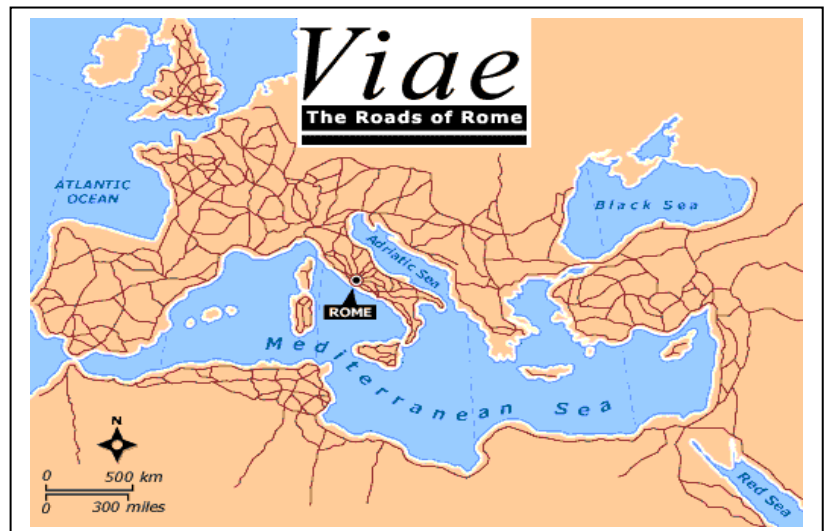 Viae
The Roads of Rome
ATLANTIC
OCEAN
Black Sea
Adriatic Sea
ROME
Mediterranean Sea
N
0 500 km
0 300 miles
Red Sea